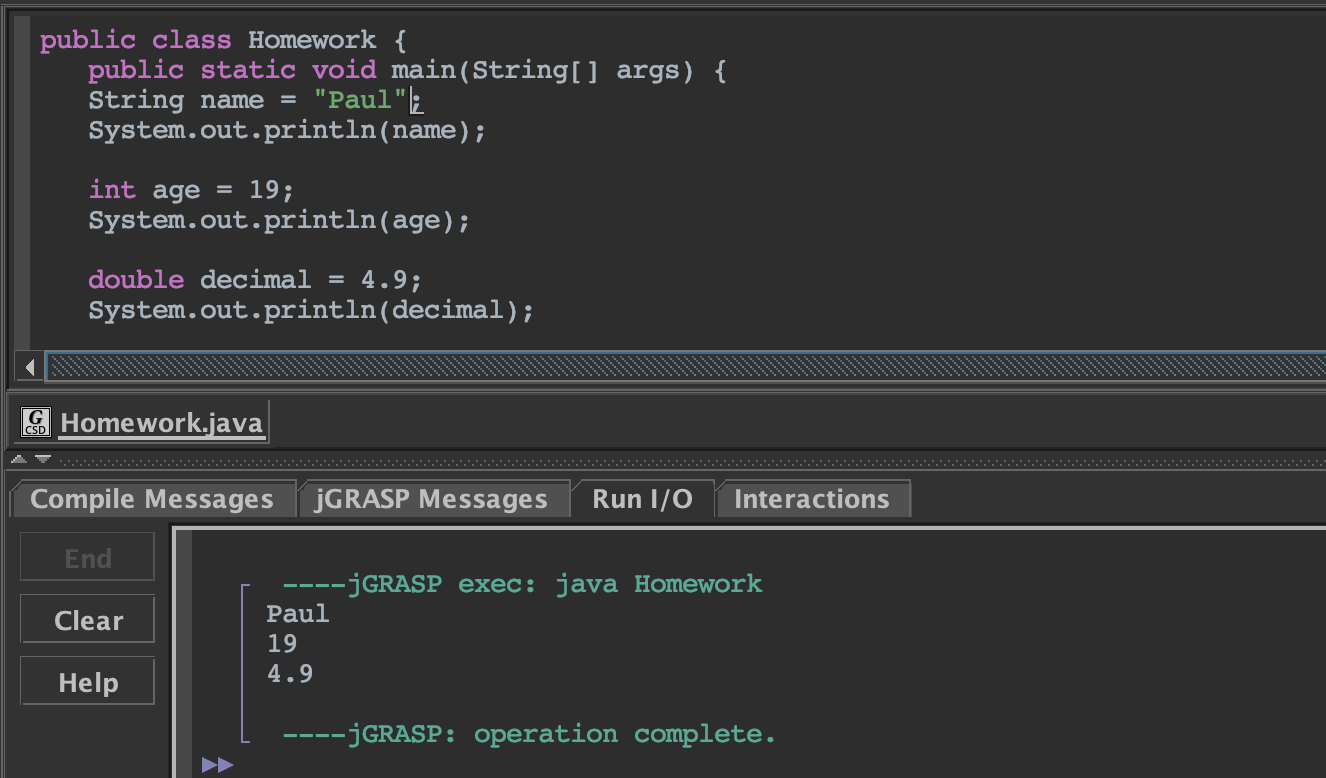 public class Homework {
public static void main(String[] args) {
String name = "Paul";
System.out.println(name);
int age = 19;
System.out.println(age);
double decimal = 4.9;
System.out.println(decimal);
G
CSD
Homework.java
Compile Messages
jGRASP Messages
Run I/O
Interactions
End
Clear
Help
----jGRASP exec: java Homework
Paul
19
4.9
----jGRASP: operation complete.